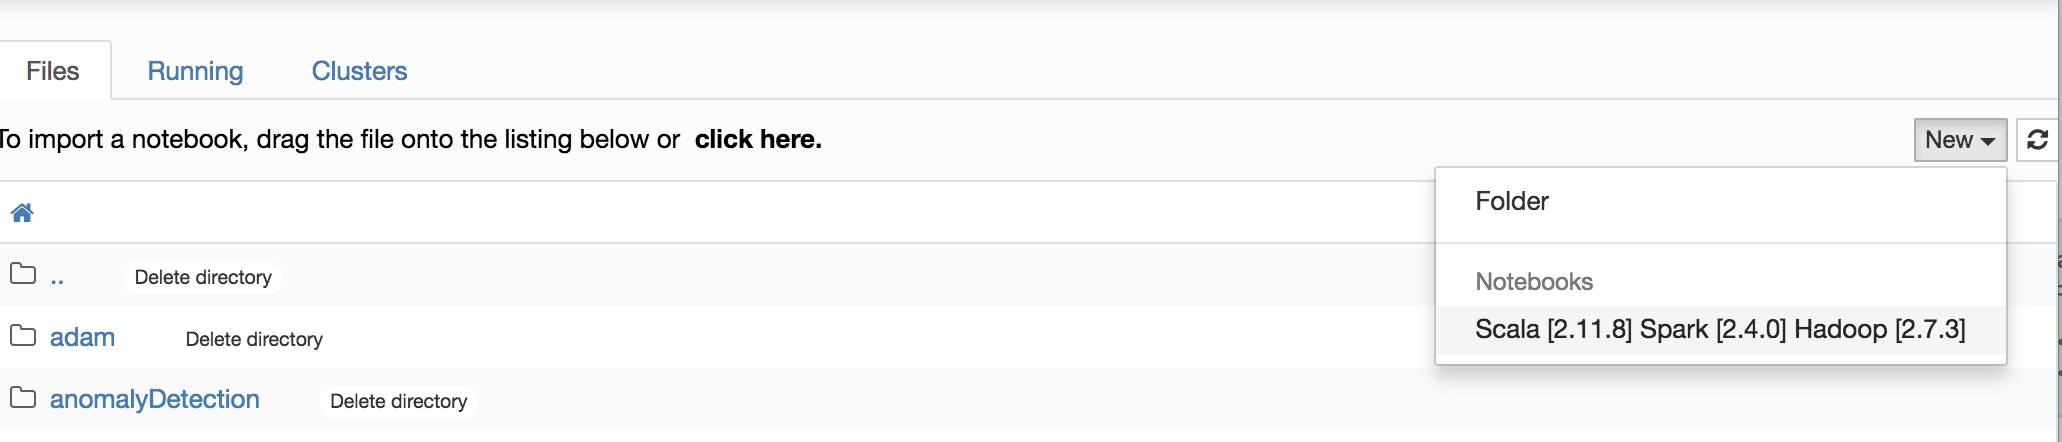 Files Running Clusters
To import a notebook, drag the file onto the listing below or click here.
New
Folder
Notebooks
Scala [2.11.8] Spark [2.4.0] Hadoop [2.7.3]
.. Delete directory
adam Delete directory
anomalyDetection Delete directory